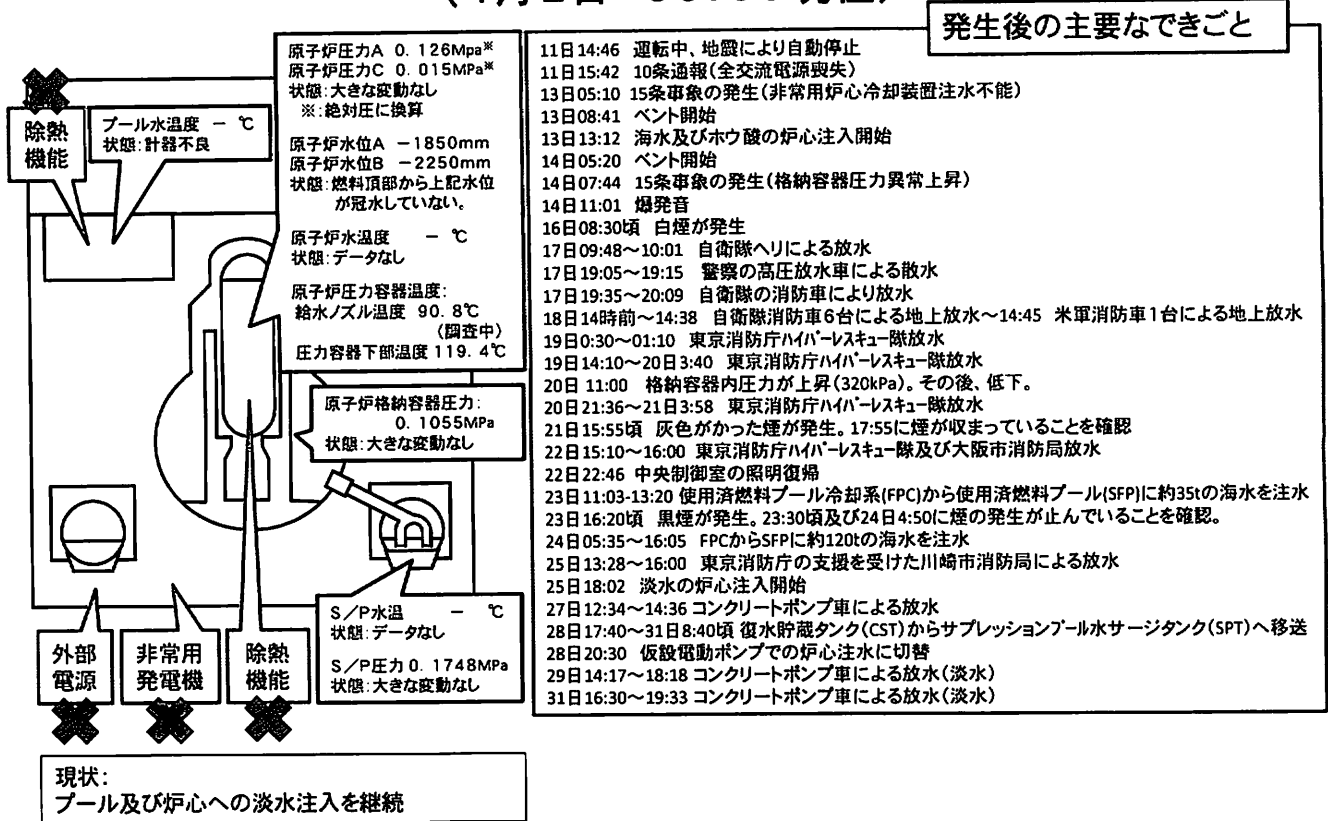 発生後の主要なできごと
原子炉圧力A 0.126Mpa※
原子炉圧力C 0.015MPa※
状態:大きな変動なし
※:絶対圧に換算
原子炉水位A －1850mm
原子炉水位B －2250mm
状態:燃料頂部から上記水位
が冠水していない。
原子炉水温度 － ℃
状態:データなし
原子炉圧力容器温度:
給水ノズル温度 90.8℃
(調査中)
圧力容器下部温度 119.4℃
除熱
機能
プール水温度 － ℃
状態:計器不良
原子炉格納容器圧力:
0.1055MPa
状態:大きな変動なし
S/P水温 － ℃
状態:データなし
S/P圧力 0.1748MPa
状態:大きな変動なし
外部
電源
非常用
発電機
除熱
機能
現状:
プール及び炉心への淡水注入を継続
11日14:46 運転中、地震により自動停止
11日15:42 10条通報(全交流電源喪失)
13日05:10 15条事象の発生(非常用炉心冷却装置注水不能)
13日08:41 ベント開始
13日13:12 海水及びホウ酸の炉心注入開始
14日05:20 ベント開始
14日07:44 15条事象の発生(格納容器圧力異常上昇)
14日11:01 爆発音
16日08:30頃 白煙が発生
17日09:48～10:01 自衛隊ヘリによる放水
17日19:05～19:15 警察の高圧放水車による散水
17日19:35～20:09 自衛隊の消防車により放水
18日14時前～14:38 自衛隊消防車6台による地上放水～14:45 米軍消防車1台による地上放水
19日0:30～01:10 東京消防庁ハイパーレスキュー隊放水
19日14:10～20日3:40 東京消防庁ハイパーレスキュー隊放水
20日 11:00 格納容器内圧力が上昇(320kPa)。その後、低下。
20日21:36～21日3:58 東京消防庁ハイパーレスキュー隊放水
21日15:55頃 灰色がかった煙が発生。17:55に煙が収まっていることを確認
22日15:10～16:00 東京消防庁ハイパーレスキュー隊及び大阪市消防局放水
22日22:46 中央制御室の照明復帰
23日11:03-13:20 使用済燃料プール冷却系(FPC)から使用済燃料プール(SFP)に約35tの海水を注水
23日16:20頃 黒煙が発生。23:30頃及び24日4:50に煙の発生が止んでいることを確認。
24日05:35～16:05 FPCからSFPに約120tの海水を注水
25日13:28～16:00 東京消防庁の支援を受けた川崎市消防局による放水
25日18:02 淡水の炉心注入開始
27日12:34～14:36 コンクリートポンプ車による放水
28日17:40～31日8:40頃 復水貯蔵タンク(CST)からサプレッションプール水サージタンク(SPT)へ移送
28日20:30 仮設電動ポンプでの炉心注水に切替
29日14:17～18:18 コンクリートポンプ車による放水(淡水)
31日16:30～19:33 コンクリートポンプ車による放水(淡水)